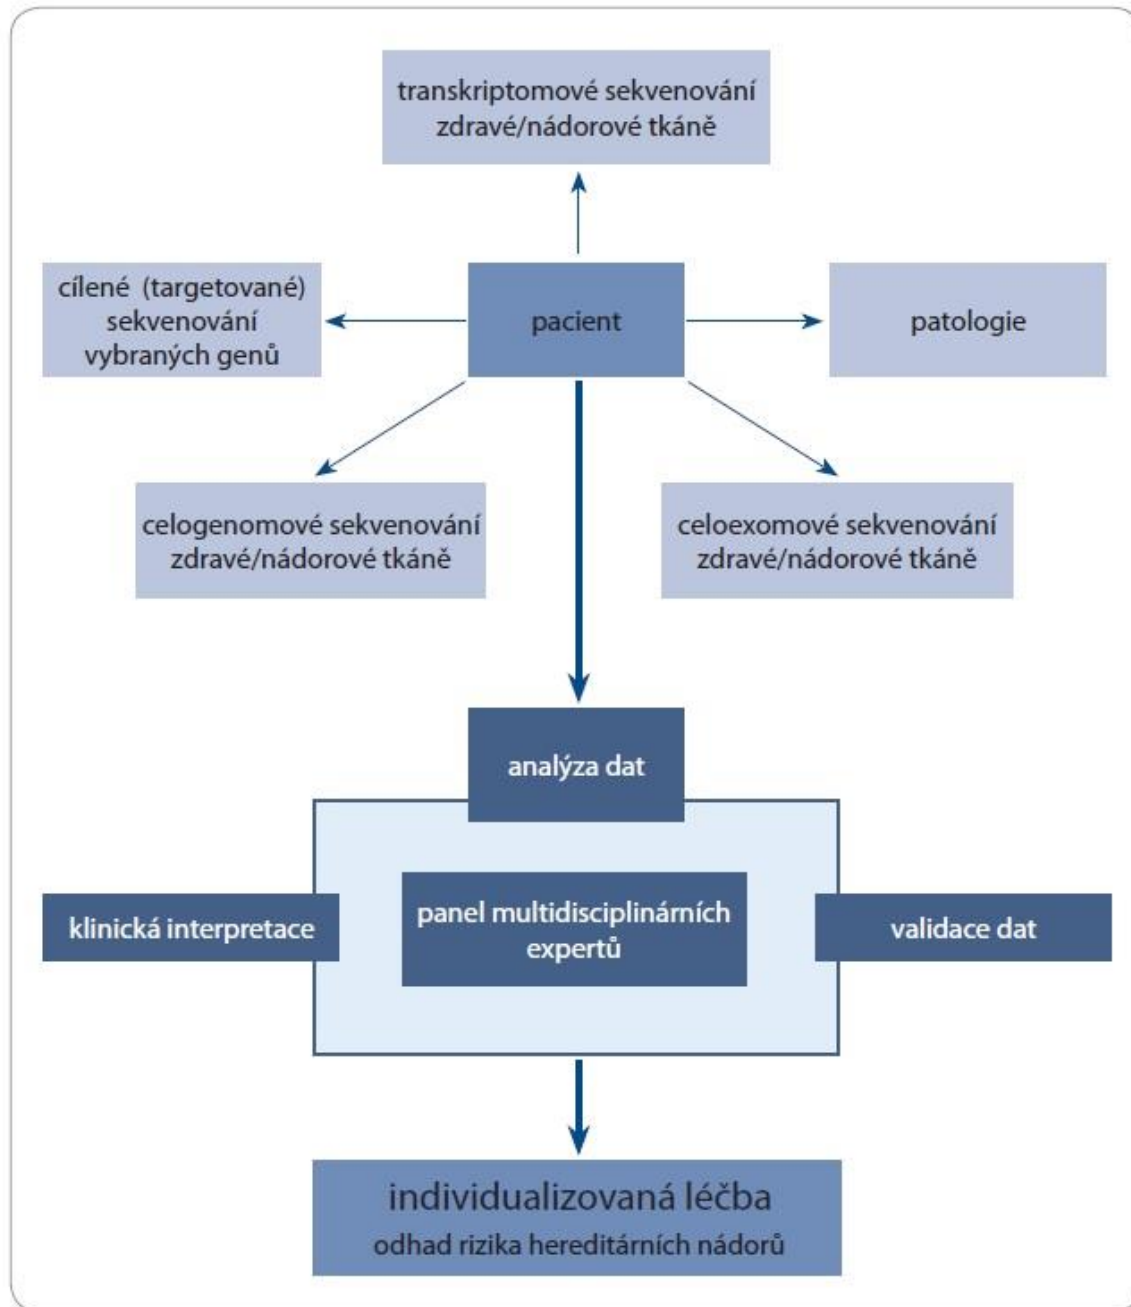 transkriptomové sekvenování
zdravé/nádorové tkáně
cílené (targetované)
sekvenování
vybraných genů
pacient
patologie
celogenomové sekvenování
zdravé/nádorové tkáně
celoexomové sekvenování
zdravé/nádorové tkáně
analýza dat
klinická interpretace
panel multidisciplinárních
expertů
validace dat
individualizovaná léčba
odhad rizika hereditárních nádorů